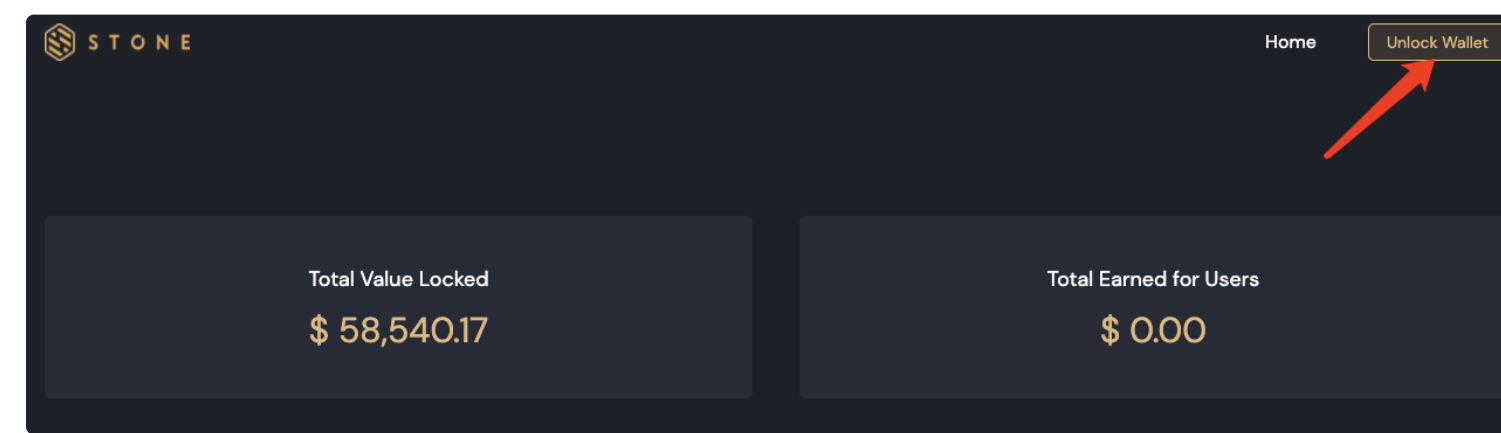 STONE
Home
Unlock Wallet
Total Value Locked
$ 58,540.17
Total Earned for Users
$ 0.00